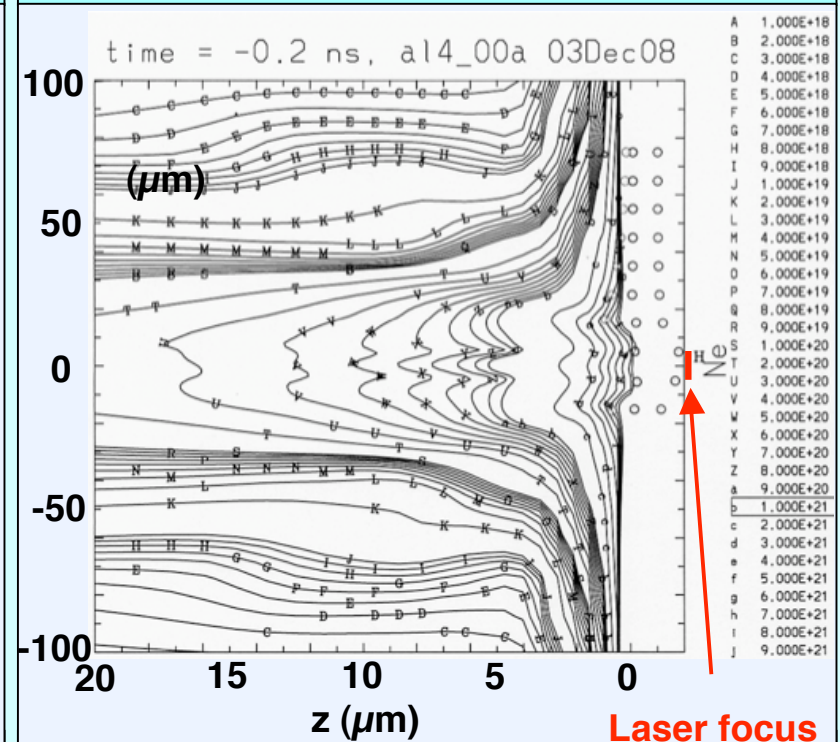 time = -0.2 ns, al4_00a 03Dec08
100
(µm)
50
0
-50
-100
20 15 10 5 0
z (µm)
Laser focus
Ne
A 1.000E+18
B 2.000E+18
C 3.000E+18
D 4.000E+18
E 5.000E+18
F 6.000E+18
G 7.000E+18
H 8.000E+18
I 9.000E+18
J 1.000E+19
K 2.000E+19
L 3.000E+19
M 4.000E+19
N 5.000E+19
O 6.000E+19
P 7.000E+19
Q 8.000E+19
R 9.000E+19
S 1.000E+20
T 2.000E+20
U 3.000E+20
V 4.000E+20
W 5.000E+20
X 6.000E+20
Y 7.000E+20
Z 8.000E+20
a 9.000E+20
b 1.000E+21
c 2.000E+21
d 3.000E+21
e 4.000E+21
f 5.000E+21
g 6.000E+21
h 7.000E+21
i 8.000E+21
j 9.000E+21